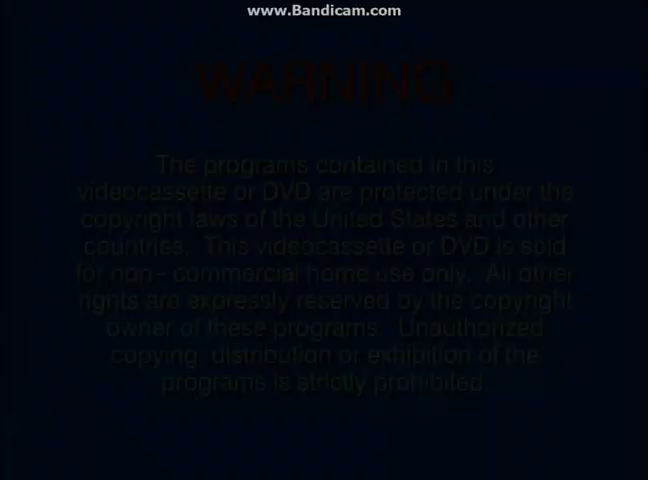 www.Bandicam.com
WARNING
The programs contained in this
videocassette or DVD are protected under the
copyright laws of the United States and other
countries. This videocassette or DVD is sold
for non - commercial home use only. All other
rights are expressly reserved by the copyright
owner of these programs. Unauthorized
copying, distribution or exhibition of the
programs is strictly prohibited.